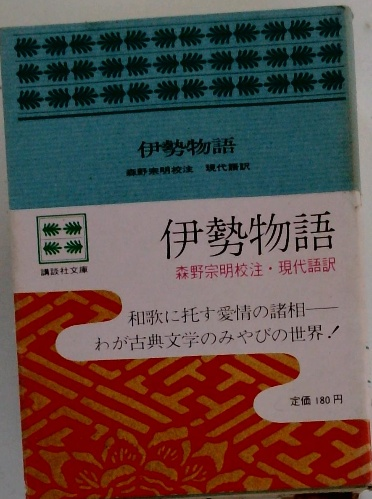 伊勢物語
森野宗明校注 現代語訳
講談社文庫
伊勢物語
森野宗明校注・現代語訳
和歌に托す愛情の諸相──
わが古典文学のみやびの世界!
定価180円